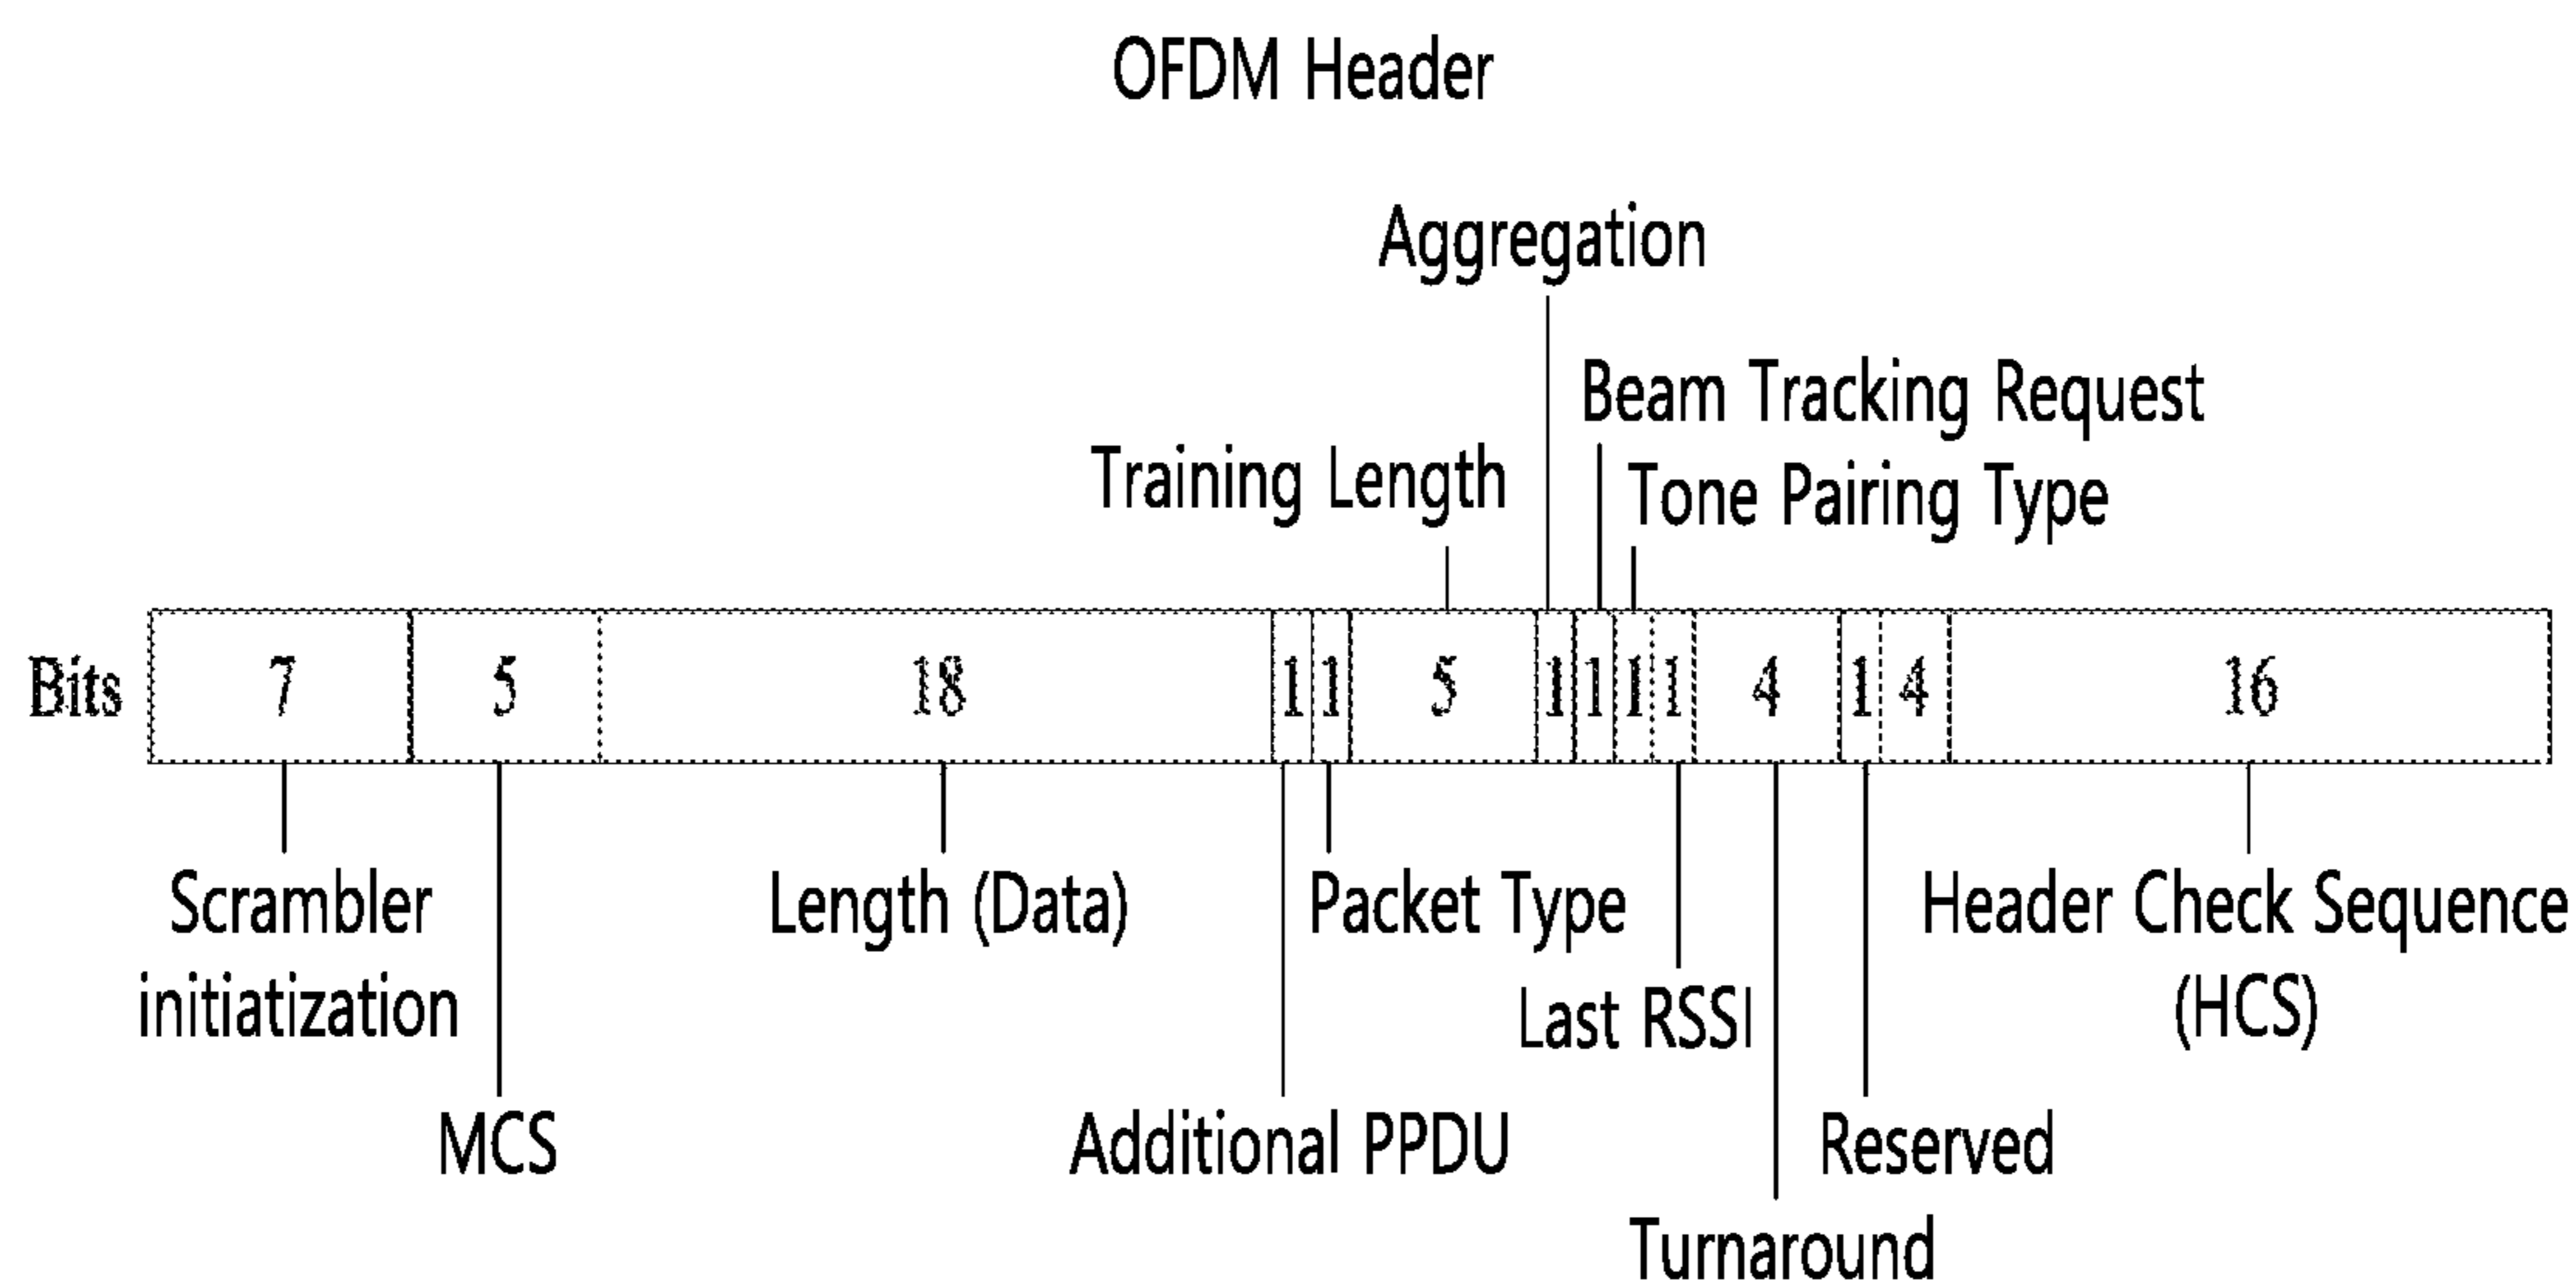 OFDM Header
Aggregation
Beam Tracking Request
Training Length
Tone Pairing Type
Bits 7 5 18 1 1 5 1 1 1 1 4 1 4 16
Scrambler
initiatization
Length (Data)
Packet Type
Header Check Sequence
(HCS)
Last RSSI
MCS
Additional PPDU
Reserved
Turnaround